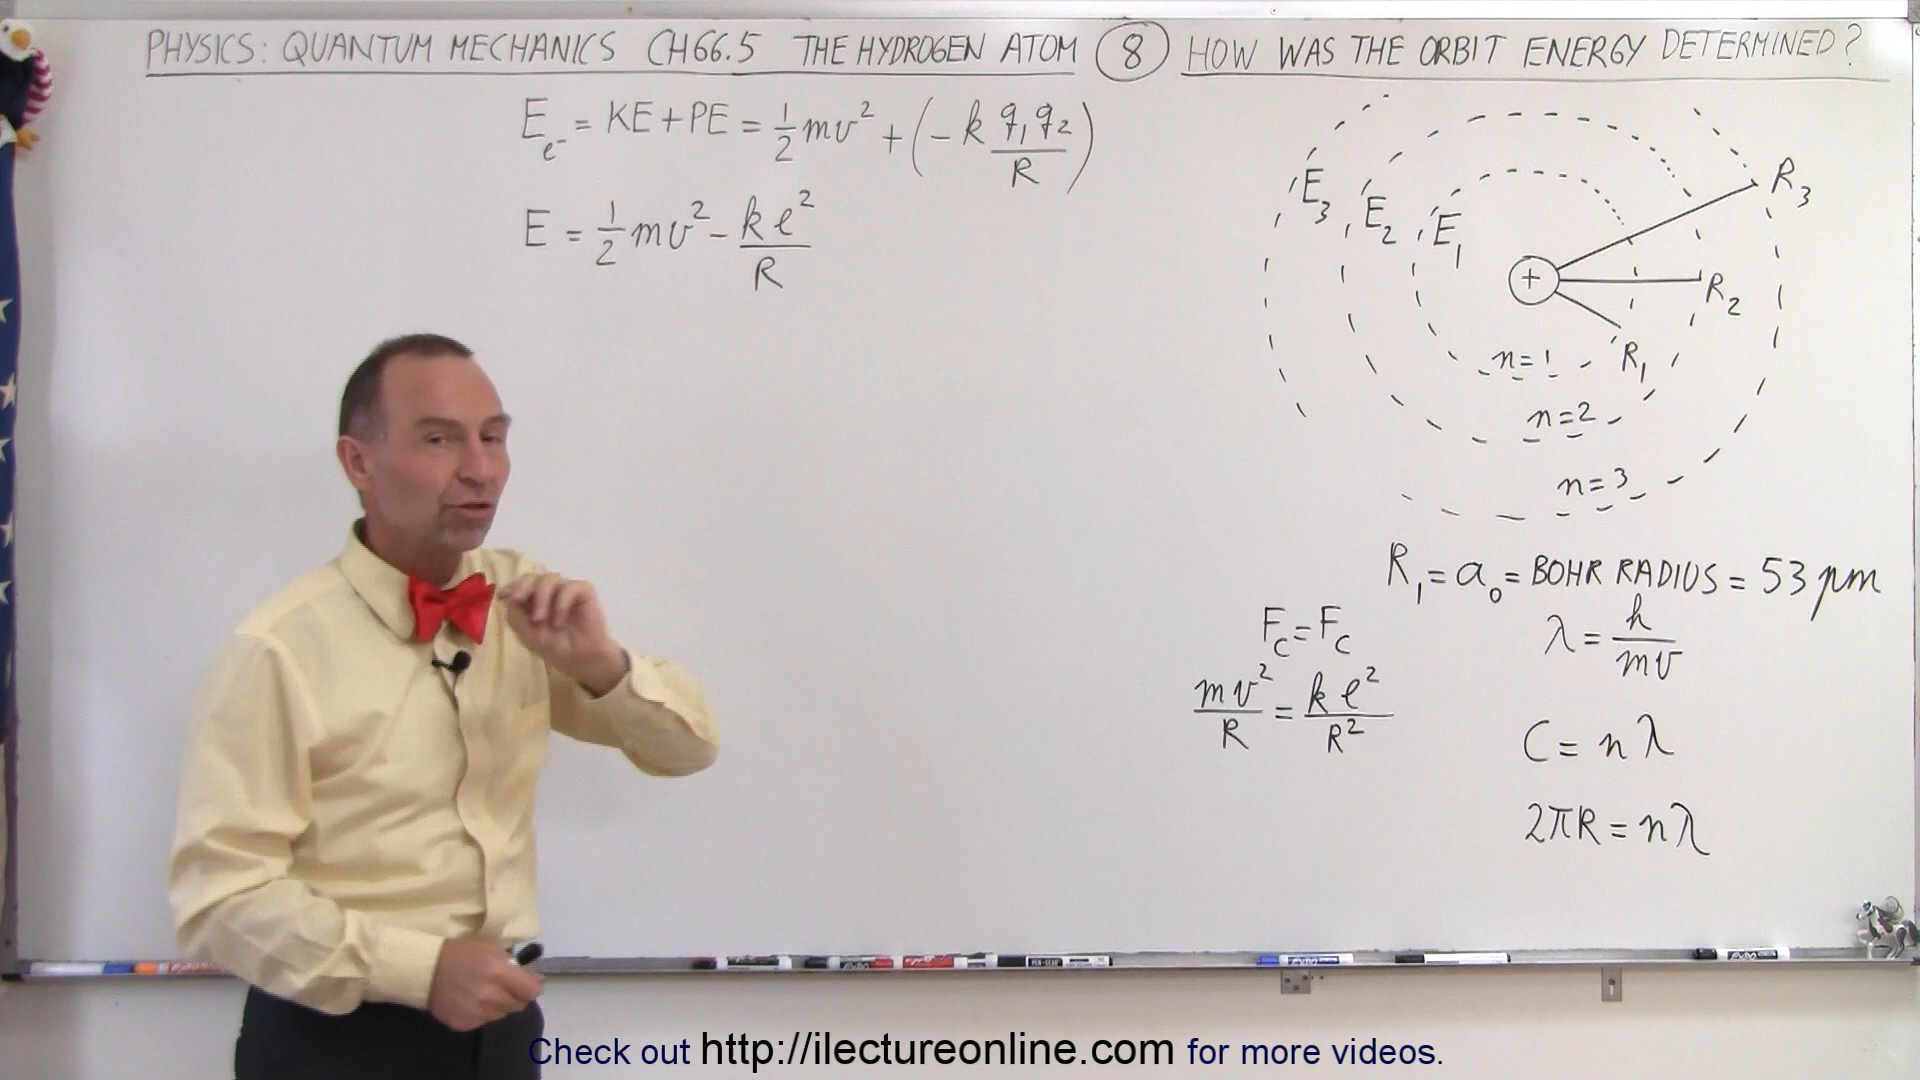 PHYSICS: QUANTUM MECHANICS CH66.5 THE HYDROGEN ATOM 8 HOW WAS THE ORBIT ENERGY DETERMINED?
E_e⁻ = KE + PE = 1/2 mv² + (- k q₁q₂/R)
E = 1/2 mv² - ke²/R
E₃ E₂ E₁
+
R₃
R₂
R₁
n=1
n=2
n=3
R₁ = a₀ = BOHR RADIUS = 53 pm
F_C = F_C
λ = h/mv
mv²/R = ke²/R²
C = nλ
2πR = nλ
Check out http://ilectureonline.com for more videos.